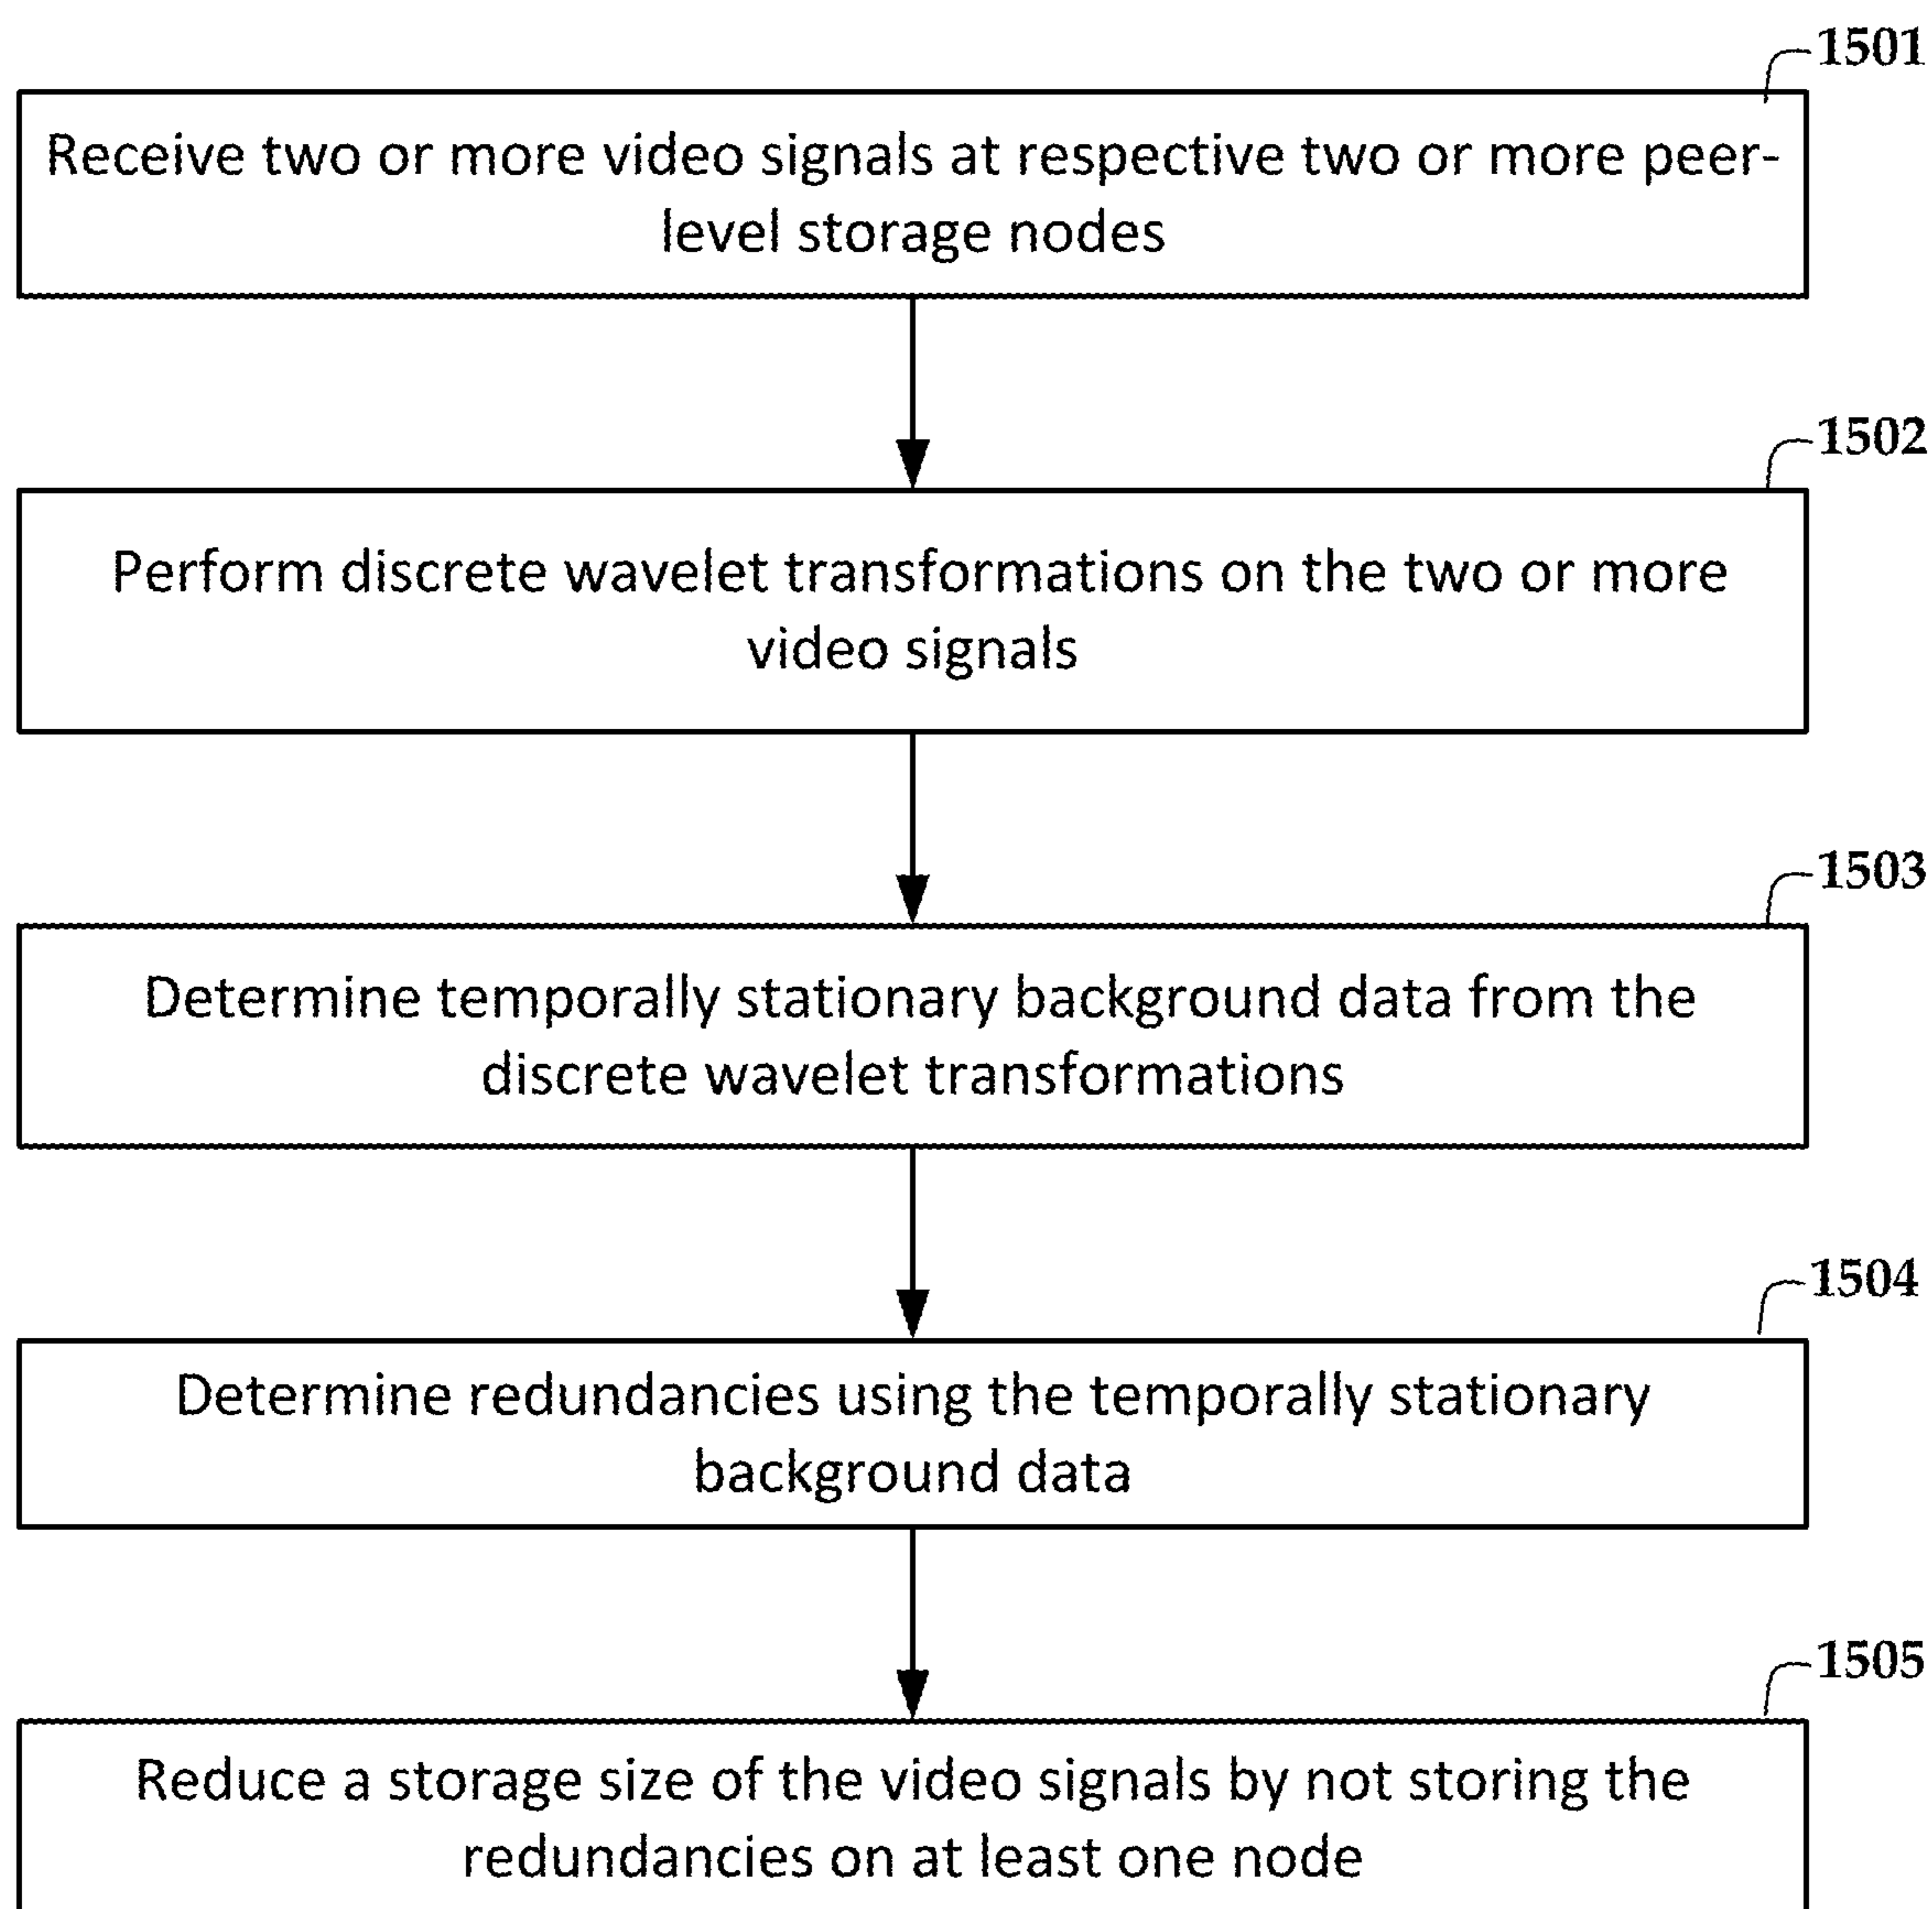 1501
Receive two or more video signals at respective two or more peer-
level storage nodes
1502
Perform discrete wavelet transformations on the two or more
video signals
1503
Determine temporally stationary background data from the
discrete wavelet transformations
1504
Determine redundancies using the temporally stationary
background data
1505
Reduce a storage size of the video signals by not storing the
redundancies on at least one node